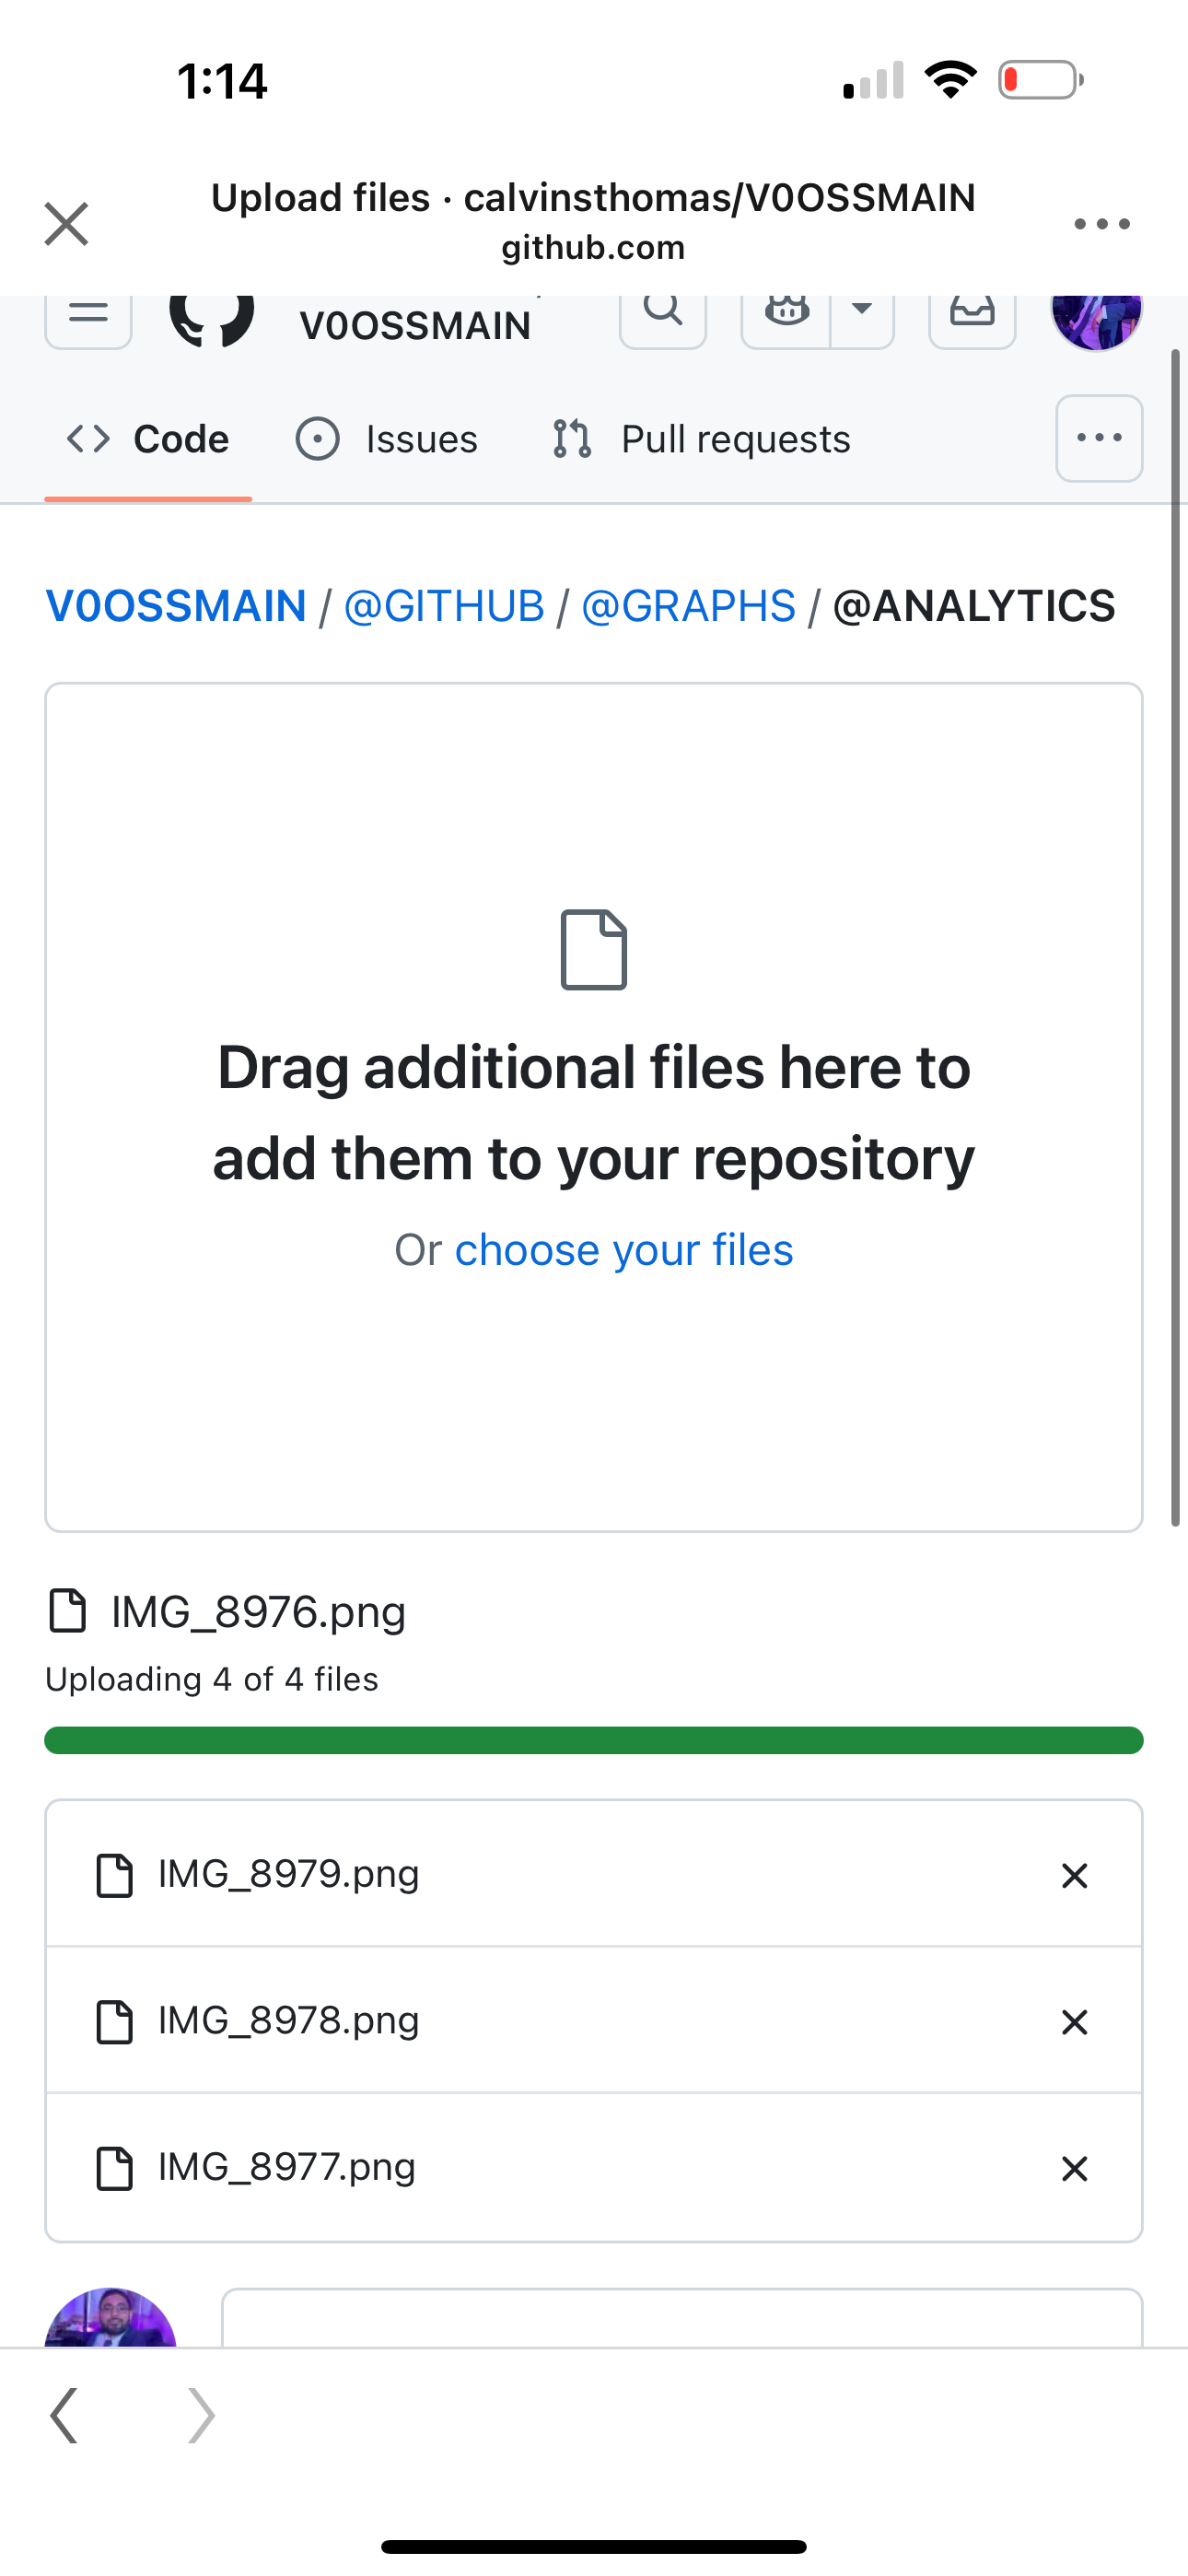 1:14
Upload files · calvinsthomas/V0OSSMAIN
github.com
V0OSSMAIN
Code
Issues
Pull requests
V0OSSMAIN / @GITHUB / @GRAPHS / @ANALYTICS
Drag additional files here to
add them to your repository
Or choose your files
IMG_8976.png
Uploading 4 of 4 files
IMG_8979.png
IMG_8978.png
IMG_8977.png